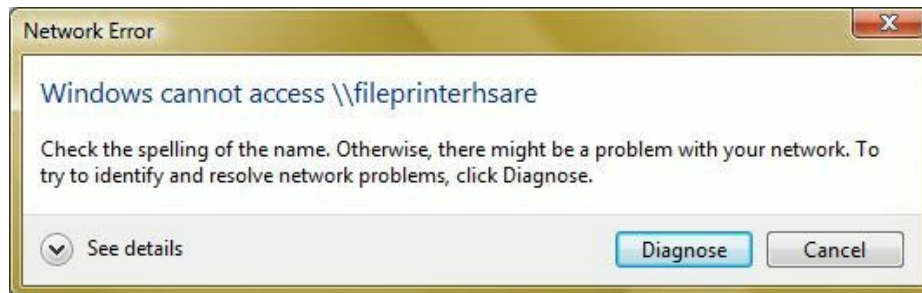 Network Error
Windows cannot access \\fileprinterhsare
Check the spelling of the name. Otherwise, there might be a problem with your network. To
try to identify and resolve network problems, click Diagnose.
See details
Diagnose
Cancel